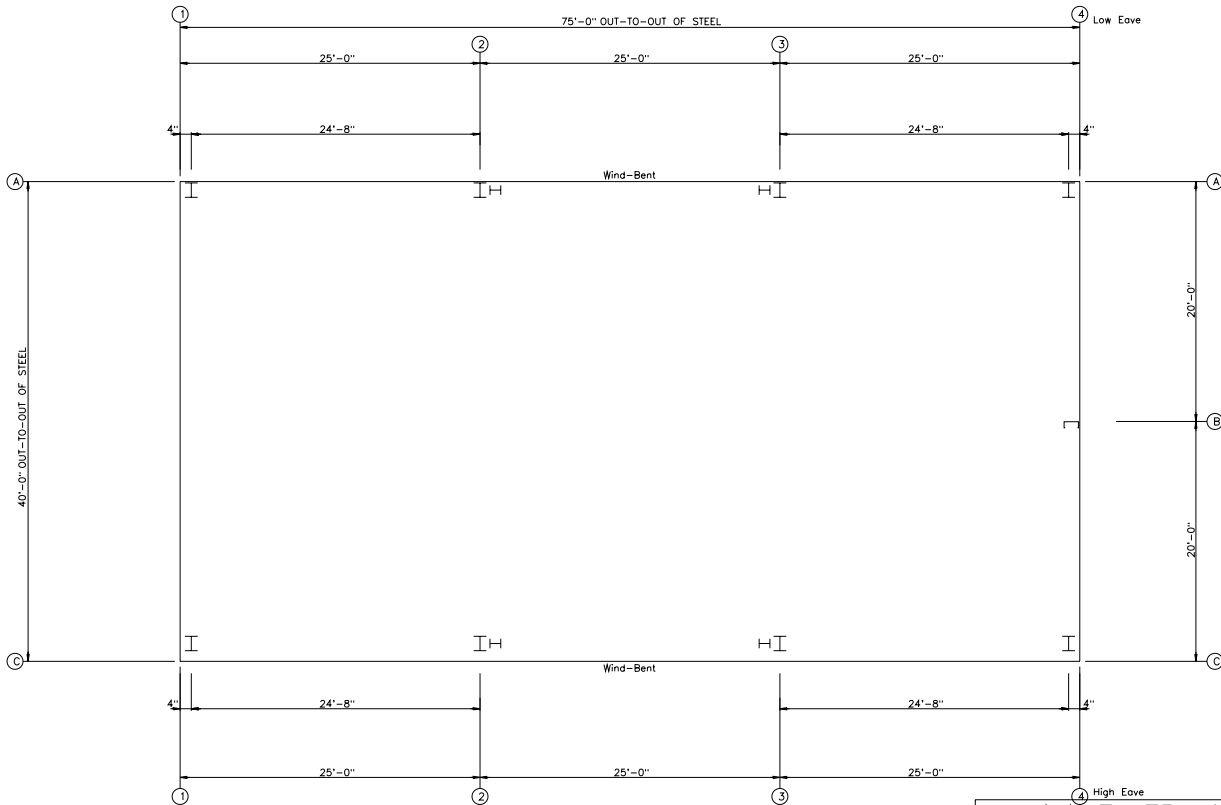 1
4
Low Eave
75'-0" OUT-TO-OUT OF STEEL
2
3
25'-0"
25'-0"
25'-0"
4"
24'-8"
24'-8"
4"
Wind-Bent
A
A
20'-0"
40'-0" OUT-TO-OUT OF STEEL
B
20'-0"
C
C
Wind-Bent
4"
24'-8"
24'-8"
4"
25'-0"
25'-0"
25'-0"
1
2
3
4
High Eave